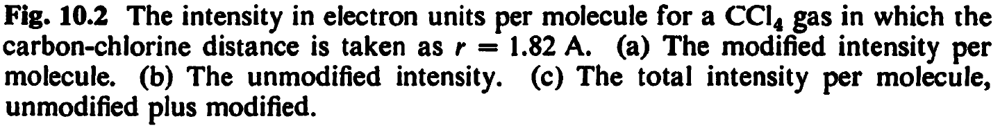 Fig. 10.2 The intensity in electron units per molecule for a CCl₄ gas in which the
carbon-chlorine distance is taken as r = 1.82 A. (a) The modified intensity per
molecule. (b) The unmodified intensity. (c) The total intensity per molecule,
unmodified plus modified.